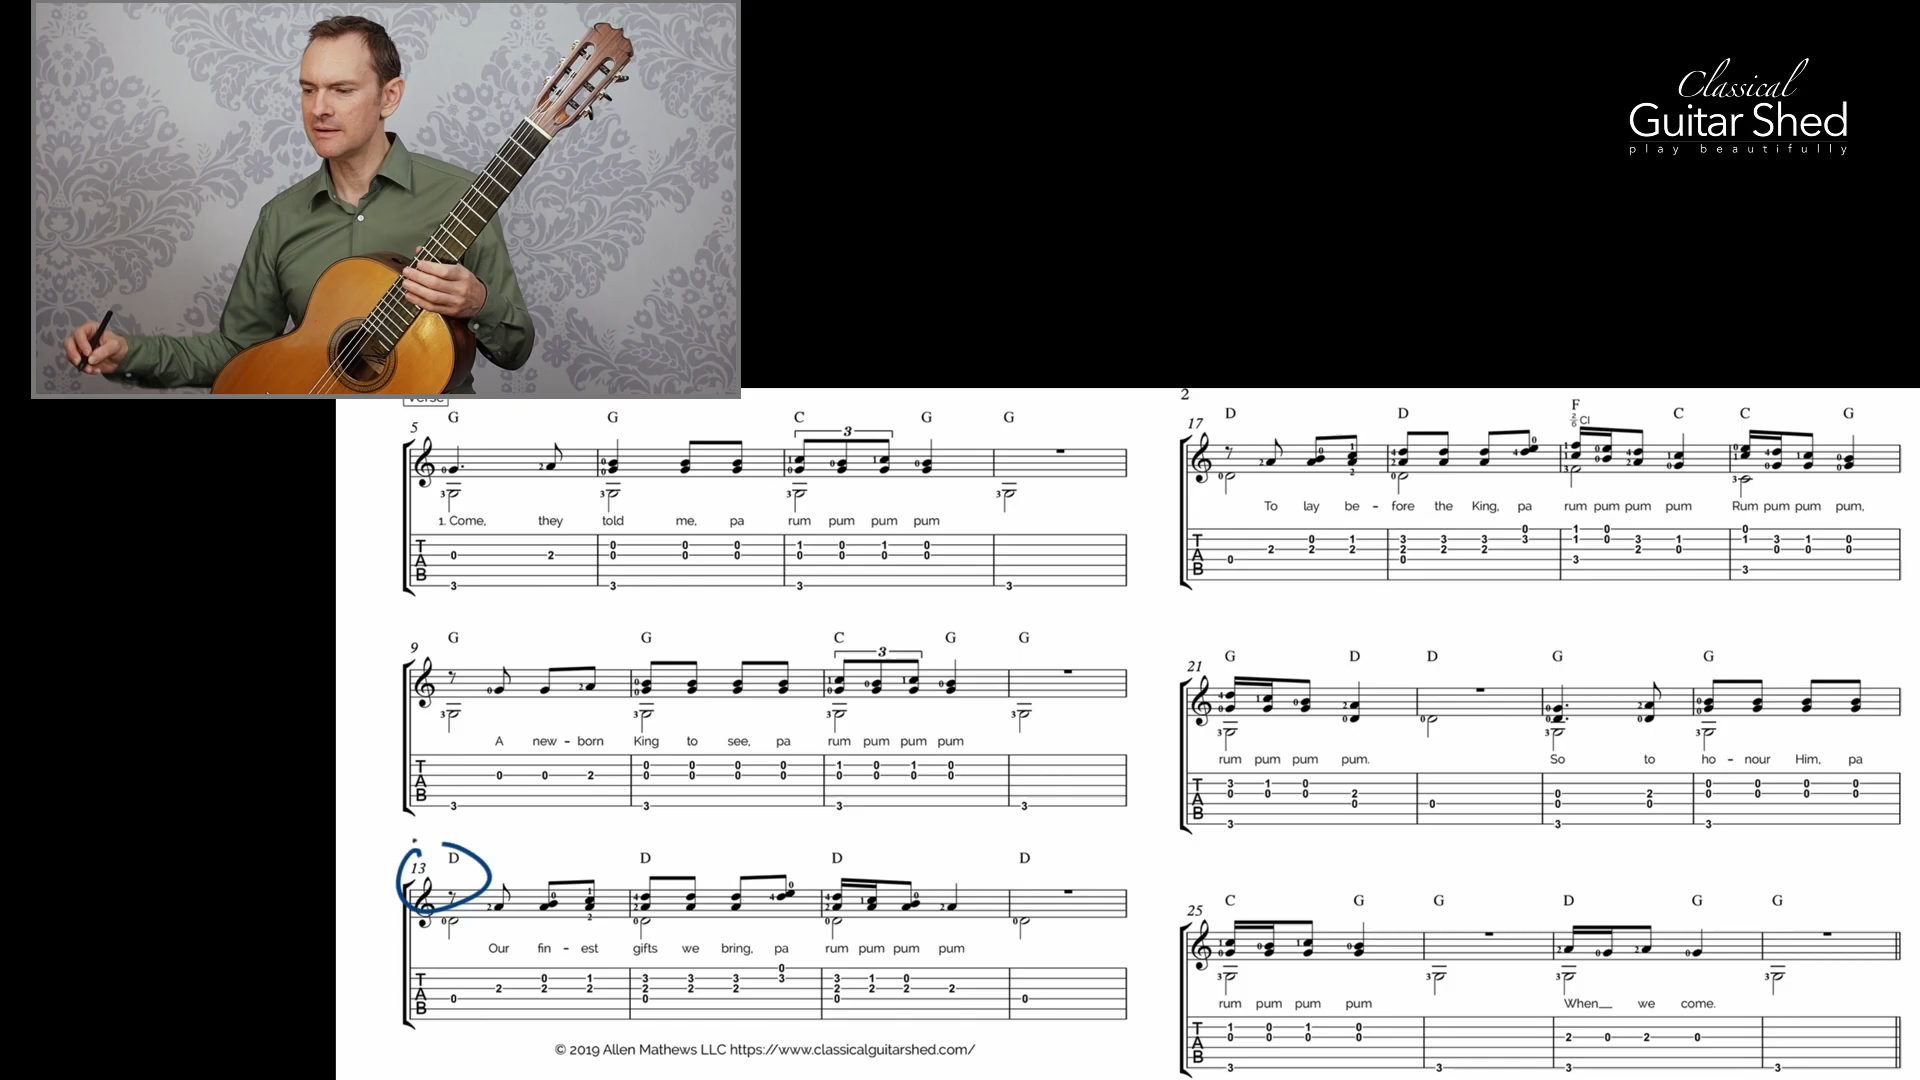 Classical
Guitar Shed
play beautifully
Verse
G G C G G
5
3
1. Come, they told me, pa rum pum pum pum
T
A
B
G G C G G
9
3
A new - born King to see, pa rum pum pum pum
T
A
B
D D D D
13
Our fin - est gifts we bring, pa rum pum pum pum
T
A
B
© 2019 Allen Mathews LLC https://www.classicalguitarshed.com/
2
D D F C C G
17
CI
To lay be - fore the King, pa rum pum pum pum Rum pum pum pum,
T
A
B
G D D G G
21
rum pum pum pum. So to ho - nour Him, pa
T
A
B
C G G D G G
25
rum pum pum pum When__ we come.
T
A
B